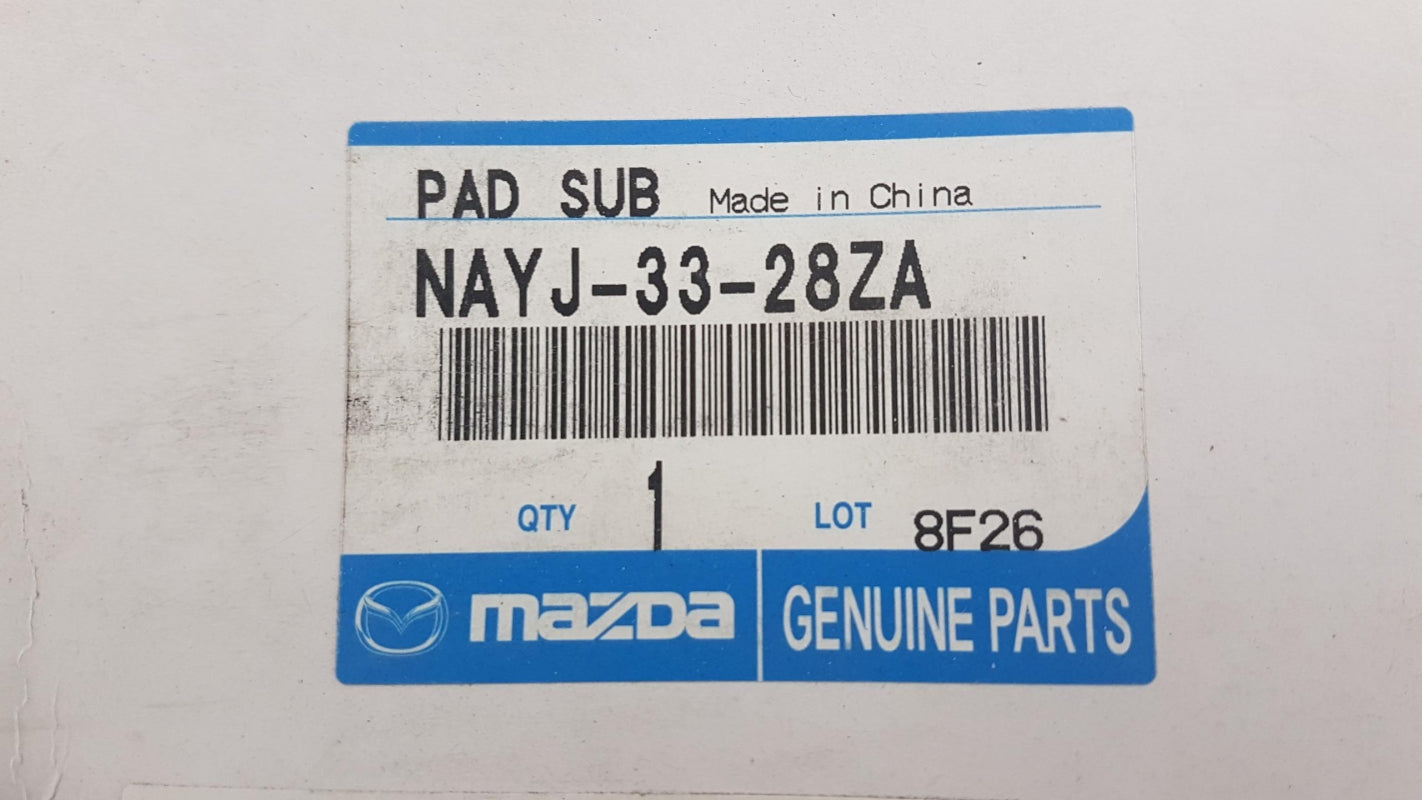 PAD SUB Made in China
NAYJ-33-28ZA
QTY 1 LOT 8F26
mazda GENUINE PARTS